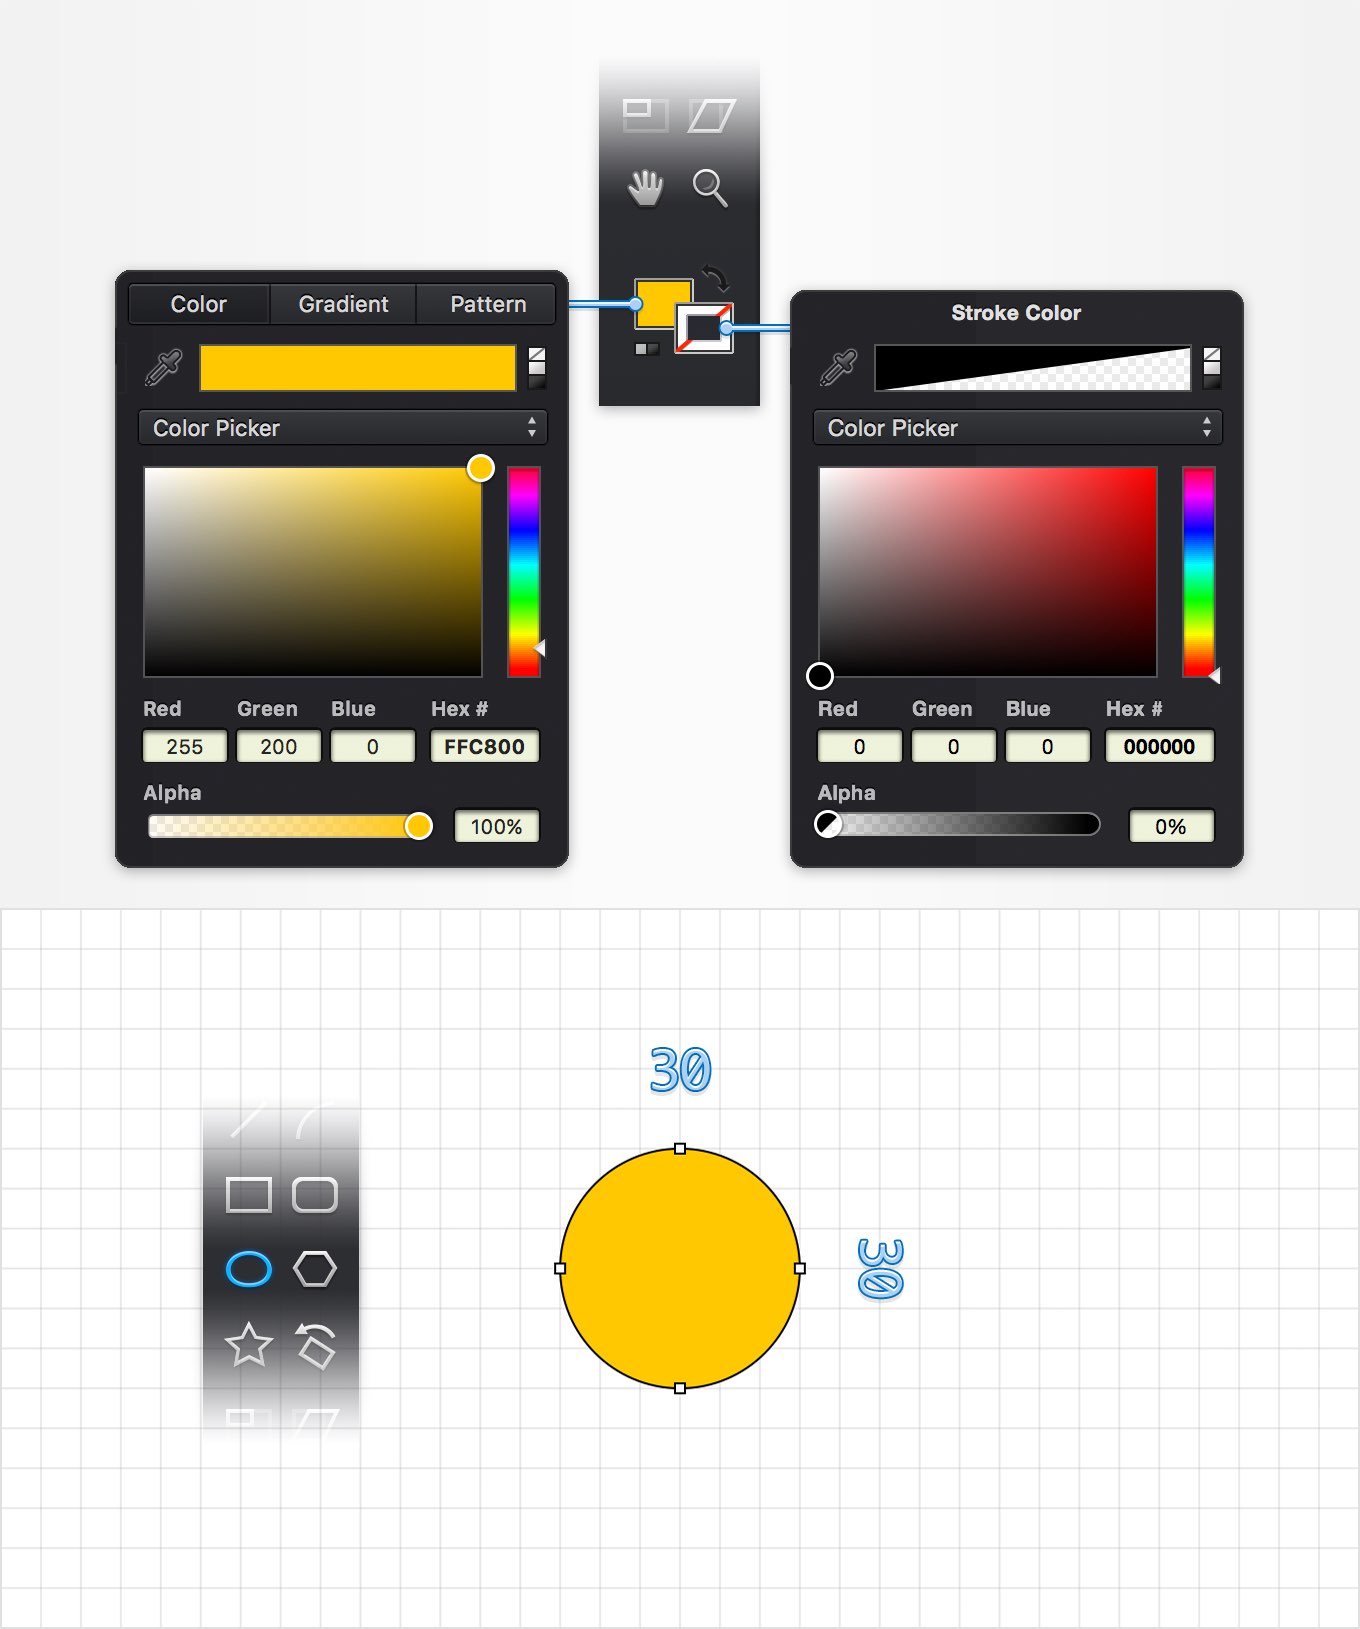 Color Gradient Pattern
Color Picker
Red Green Blue Hex #
255 200 0 FFC800
Alpha
100%
Stroke Color
Color Picker
Red Green Blue Hex #
0 0 0 000000
Alpha
0%
30
30